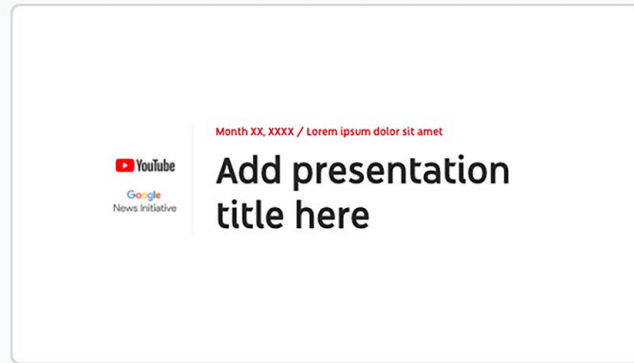 Month XX, XXXX / Lorem ipsum dolor sit amet
YouTube
Google
News Initiative
Add presentation
title here